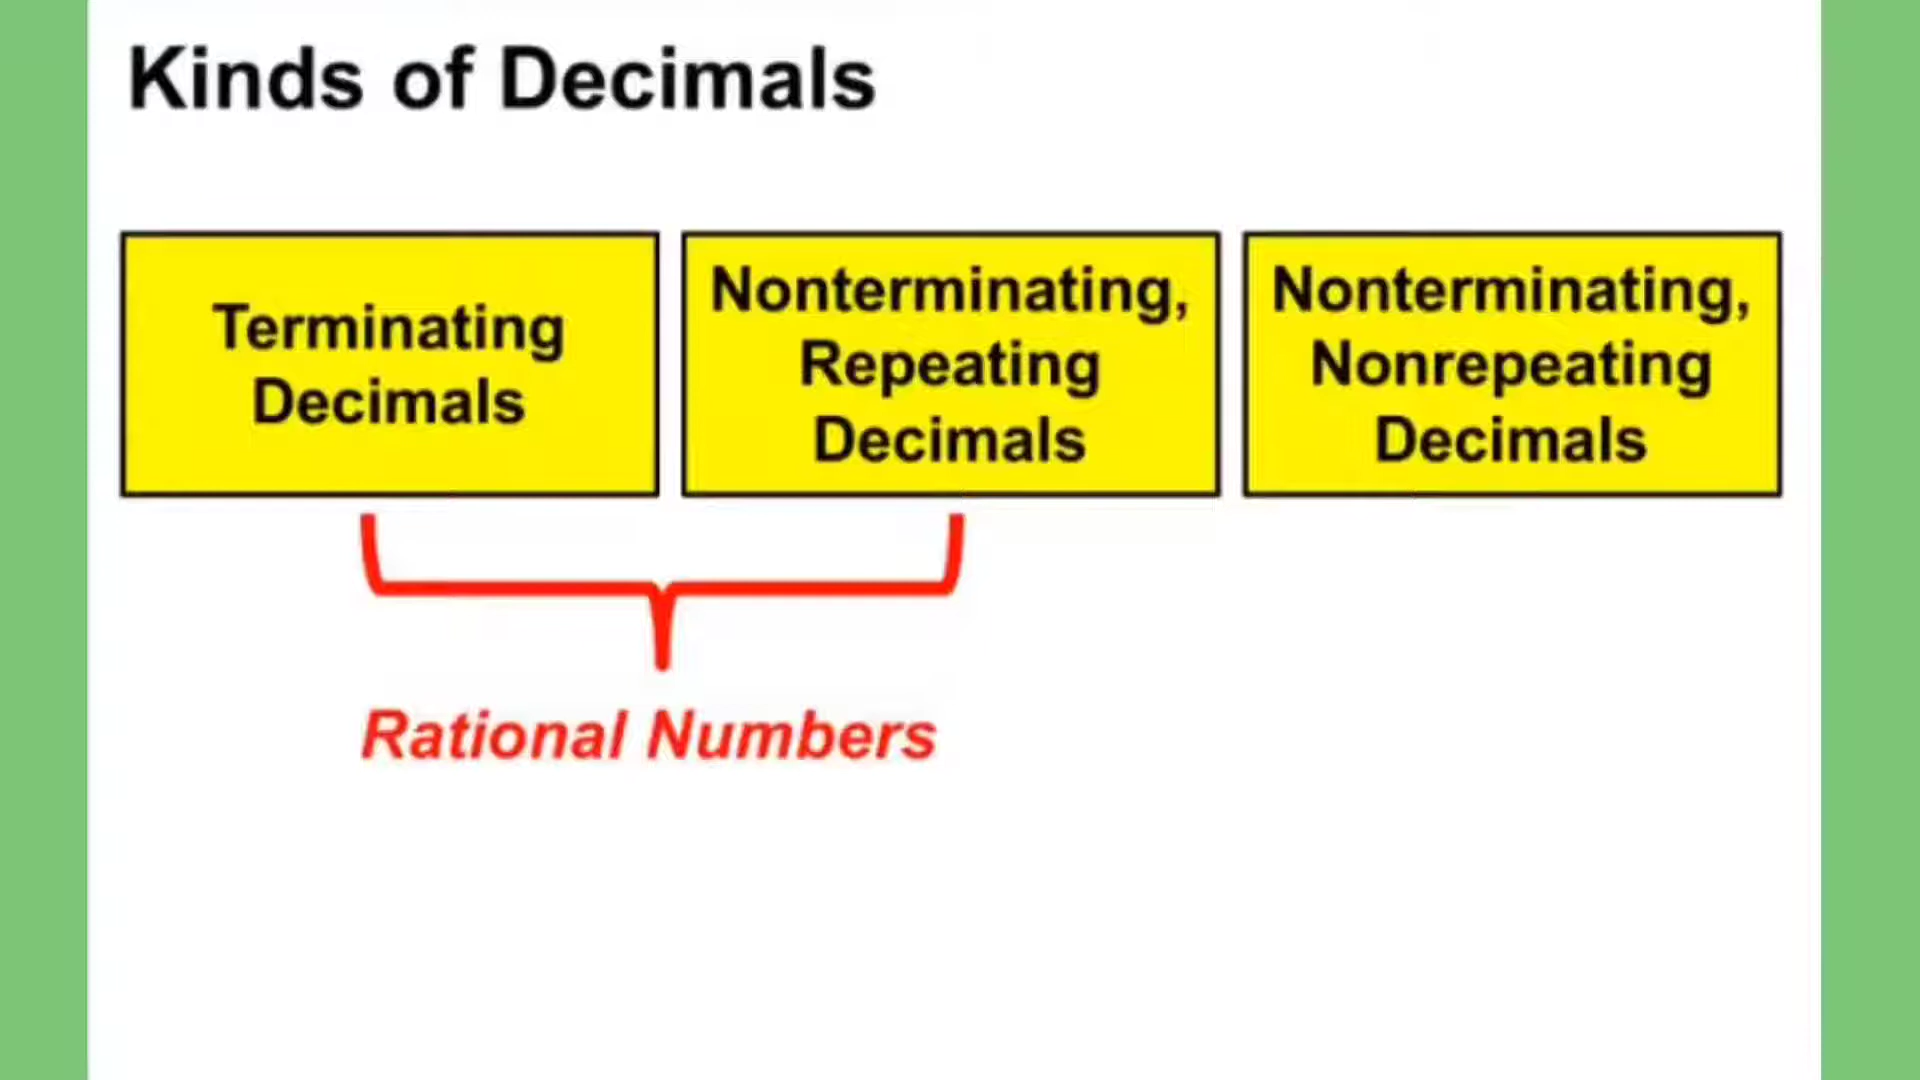 Kinds of Decimals
Terminating
Decimals
Nonterminating,
Repeating
Decimals
Nonterminating,
Nonrepeating
Decimals
Rational Numbers